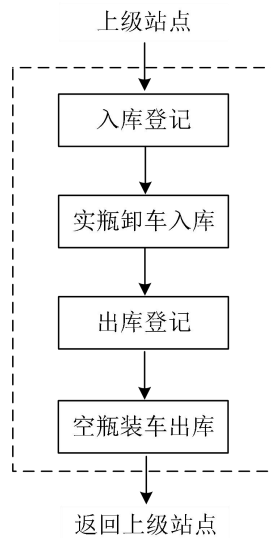 上级站点
入库登记
实瓶卸车入库
出库登记
空瓶装车出库
返回上级站点